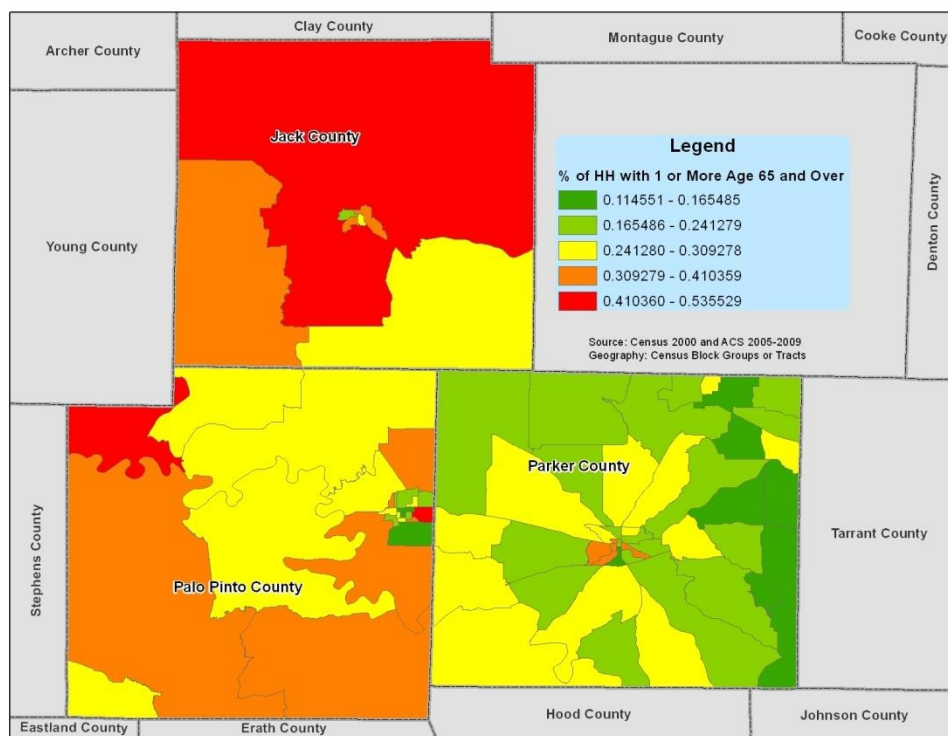 Clay County
Archer County
Montague County
Cooke County
Jack County
Legend
% of HH with 1 or More Age 65 and Over
0.114551 - 0.165485
0.165486 - 0.241279
0.241280 - 0.309278
0.309279 - 0.410359
0.410360 - 0.535529
Young County
Denton County
Source: Census 2000 and ACS 2005-2009
Geography: Census Block Groups or Tracts
Parker County
Stephens County
Tarrant County
Palo Pinto County
Hood County
Johnson County
Eastland County
Erath County